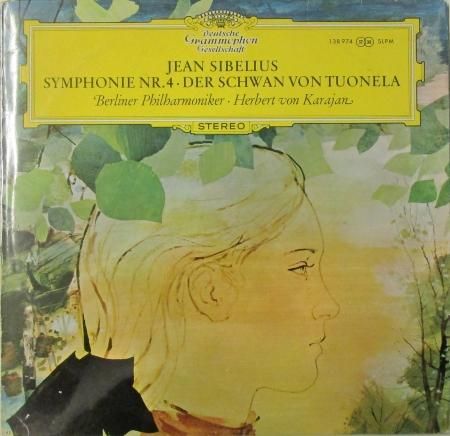 Deutsche
Grammophon
Gesellschaft
138 974 SLPM
JEAN SIBELIUS
SYMPHONIE NR. 4 · DER SCHWAN VON TUONELA
Berliner Philharmoniker · Herbert von Karajan
STEREO